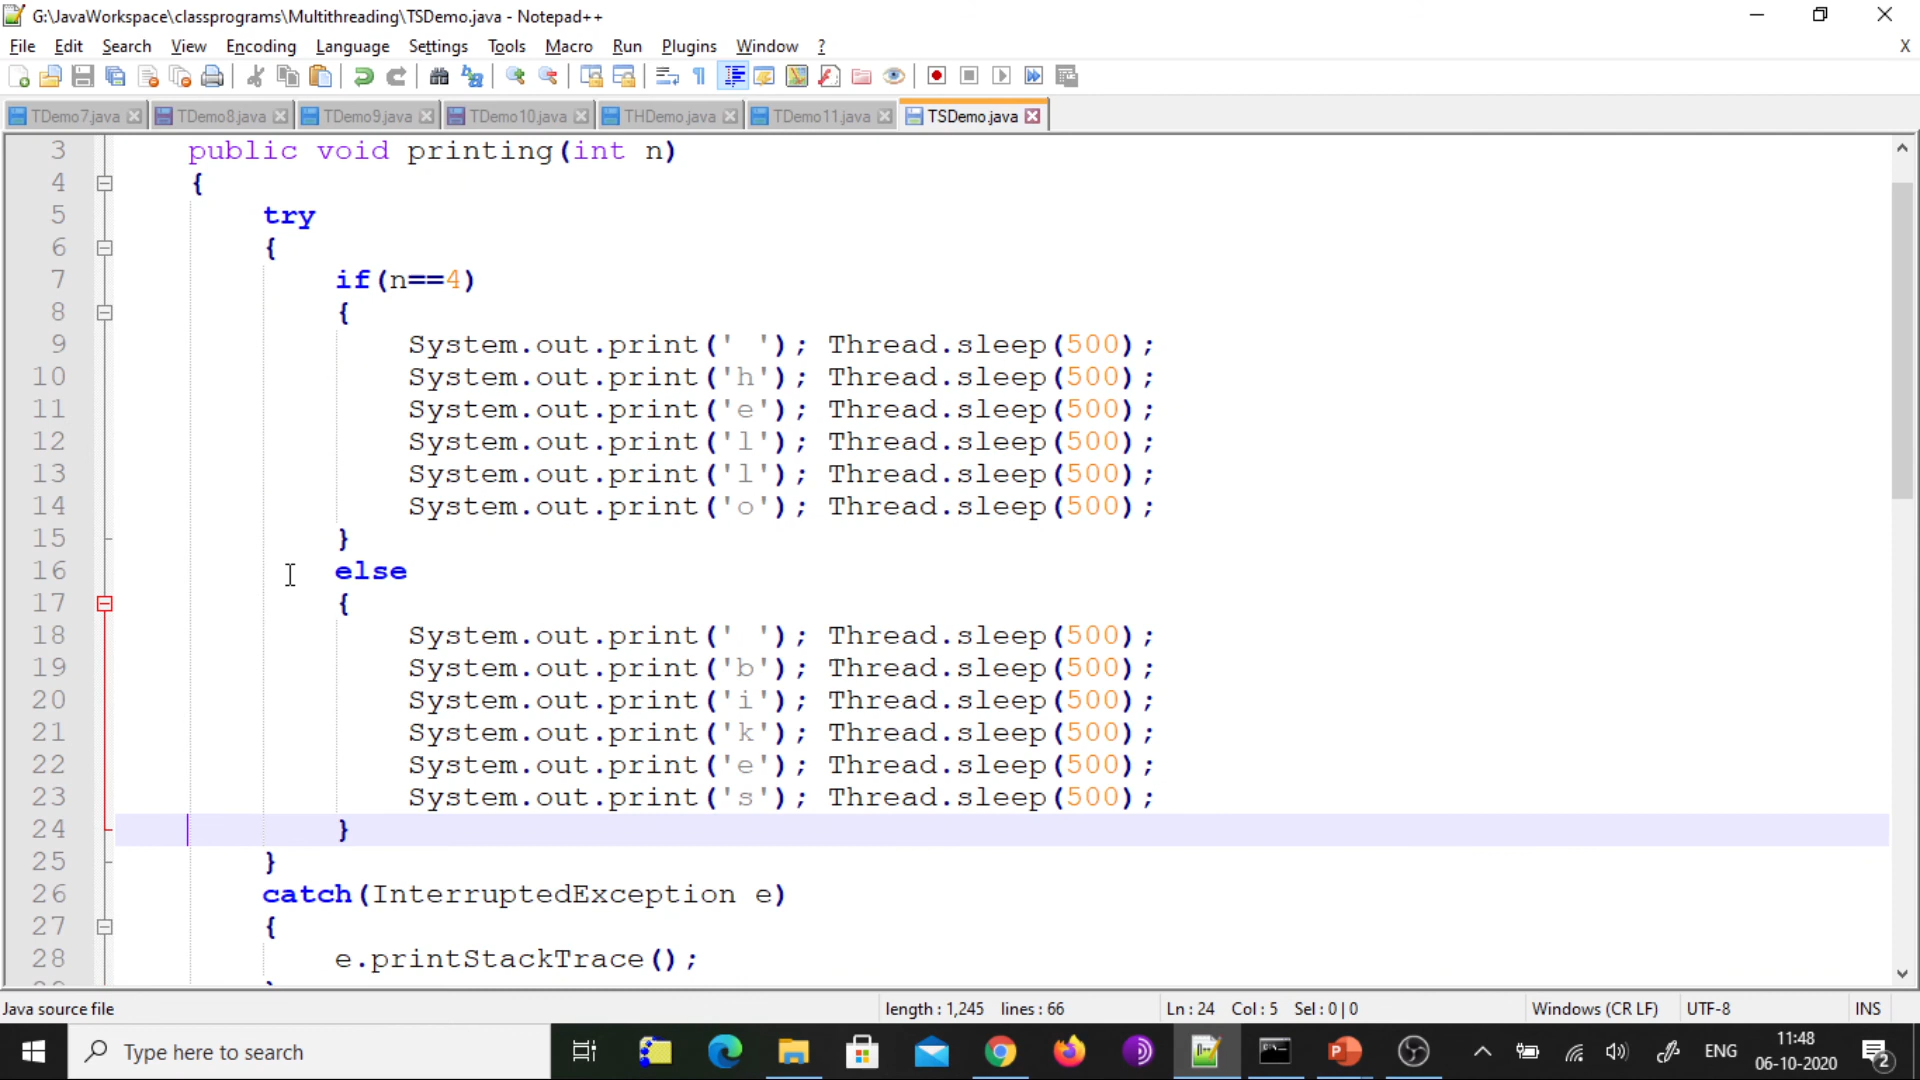 G:\JavaWorkspace\classprograms\Multithreading\TSDemo.java - Notepad++
File Edit Search View Encoding Language Settings Tools Macro Run Plugins Window ? X
TDemo7.java TDemo8.java TDemo9.java TDemo10.java THDemo.java TDemo11.java TSDemo.java
3 public void printing(int n)
4 {
5 try
6 {
7 if(n==4)
8 {
9 System.out.print(' '); Thread.sleep(500);
10 System.out.print('h'); Thread.sleep(500);
11 System.out.print('e'); Thread.sleep(500);
12 System.out.print('l'); Thread.sleep(500);
13 System.out.print('l'); Thread.sleep(500);
14 System.out.print('o'); Thread.sleep(500);
15 }
16 else
17 {
18 System.out.print(' '); Thread.sleep(500);
19 System.out.print('b'); Thread.sleep(500);
20 System.out.print('i'); Thread.sleep(500);
21 System.out.print('k'); Thread.sleep(500);
22 System.out.print('e'); Thread.sleep(500);
23 System.out.print('s'); Thread.sleep(500);
24 }
25 }
26 catch(InterruptedException e)
27 {
28 e.printStackTrace();
Java source file length : 1,245 lines : 66 Ln : 24 Col : 5 Sel : 0 | 0 Windows (CR LF) UTF-8 INS
Type here to search ENG 11:48
06-10-2020 2